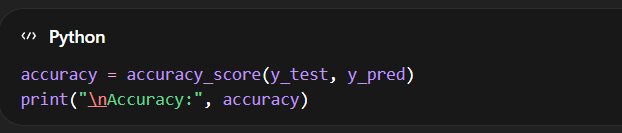 Python
accuracy = accuracy_score(y_test, y_pred)
print("\nAccuracy:", accuracy)